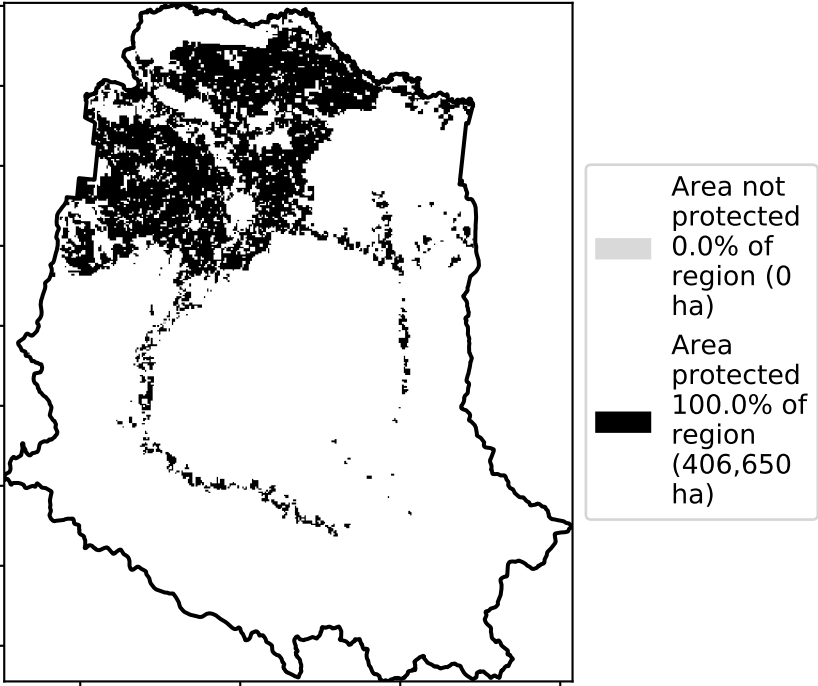 Area not
protected
0.0% of
region (0
ha)
Area
protected
100.0% of
region
(406,650
ha)